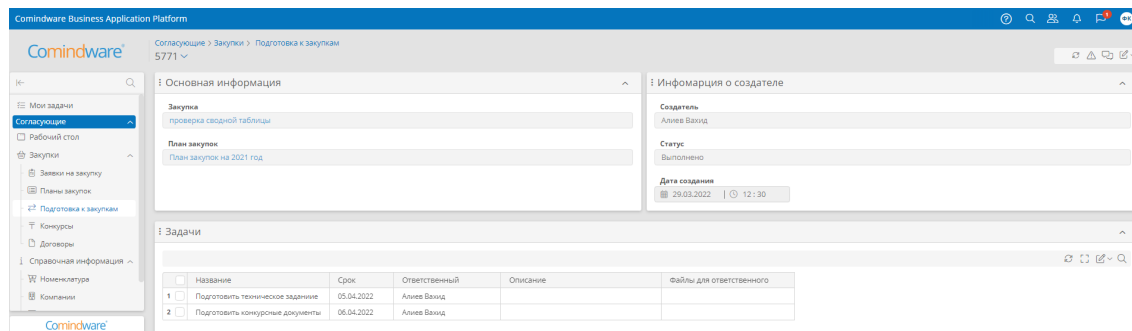 Comindware Business Application Platform
1
ФК
Comindware®
Согласующие > Закупки > Подготовка к закупкам
5771
Мои задачи
Согласующие
Рабочий стол
Закупки
Заявки на закупку
Планы закупок
Подготовка к закупкам
Конкурсы
Договоры
Справочная информация
Номенклатура
Компании
Comindware®
Основная информация
Закупка
проверка сводной таблицы
План закупок
План закупок на 2021 год
Инфомарция о создателе
Создатель
Алиев Вахид
Статус
Выполнено
Дата создания
29.03.2022 | 12:30
Задачи
Название Срок Ответственный Описание Файлы для ответственного
1 Подготовить техническое заданиие 05.04.2022 Алиев Вахид
2 Подготовить конкурсные документы 06.04.2022 Алиев Вахид